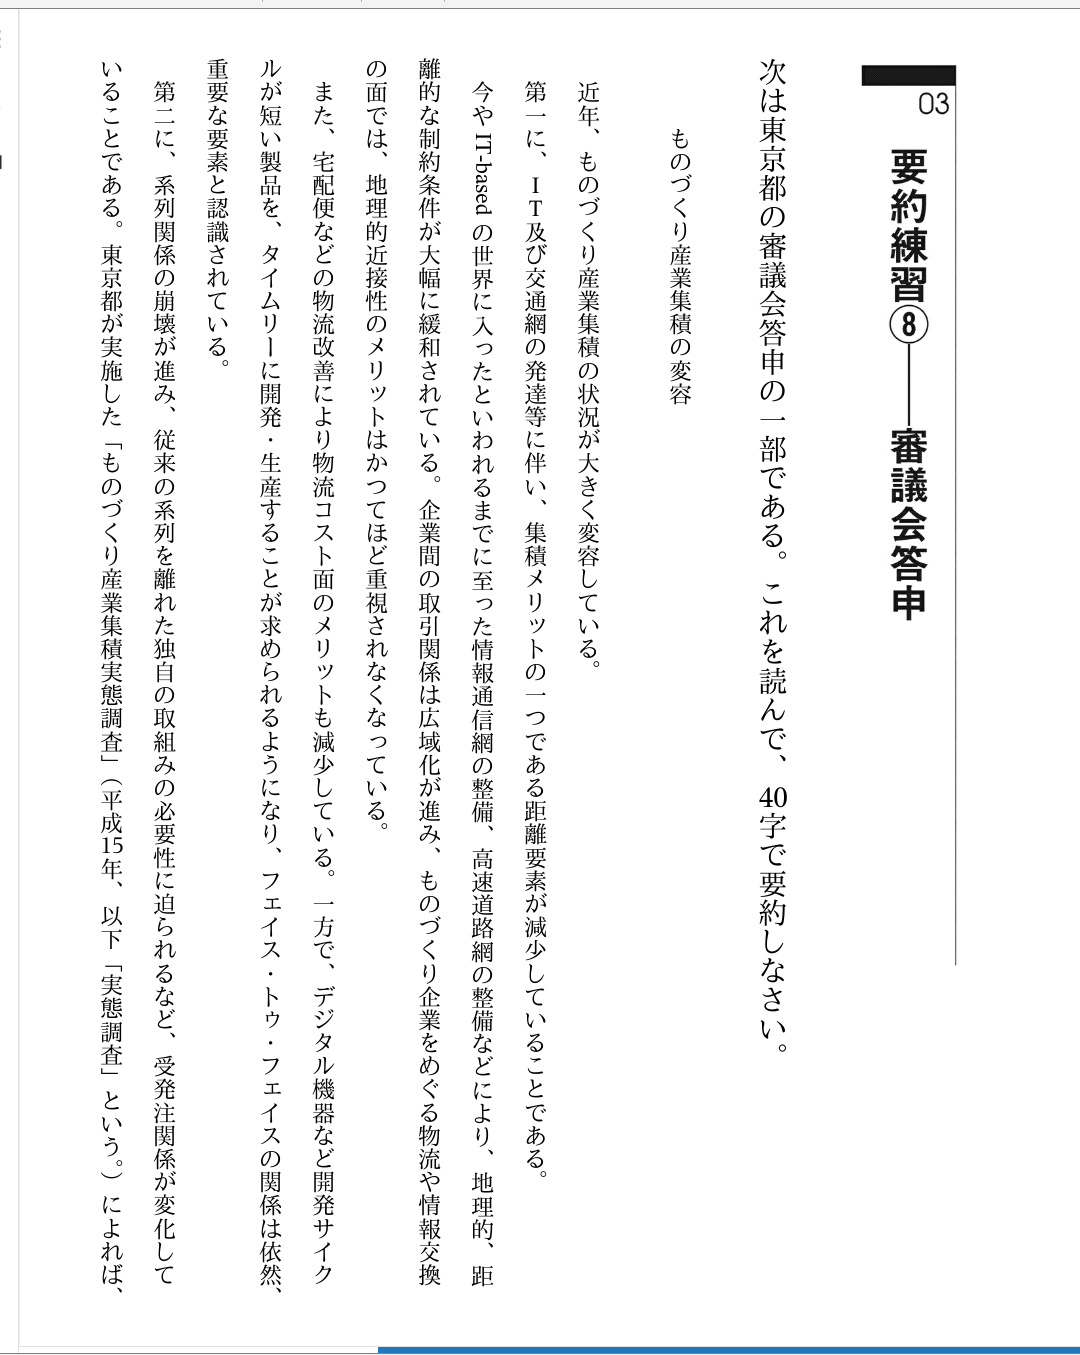 03
要約練習⑧――審議会答申
次は東京都の審議会答申の一部である。これを読んで、40字で要約しなさい。
ものづくり産業集積の変容
近年、ものづくり産業集積の状況が大きく変容している。
第一に、IT及び交通網の発達等に伴い、集積メリットの一つである距離要素が減少していることである。
今やIT-basedの世界に入ったといわれるまでに至った情報通信網の整備、高速道路網の整備などにより、地理的、距
離的な制約条件が大幅に緩和されている。企業間の取引関係は広域化が進み、ものづくり企業をめぐる物流や情報交換
の面では、地理的近接性のメリットはかつてほど重視されなくなっている。
また、宅配便などの物流改善により物流コスト面のメリットも減少している。一方で、デジタル機器など開発サイク
ルが短い製品を、タイムリーに開発・生産することが求められるようになり、フェイス・トゥ・フェイスの関係は依然、
重要な要素と認識されている。
第二に、系列関係の崩壊が進み、従来の系列を離れた独自の取組みの必要性に迫られるなど、受発注関係が変化して
いることである。東京都が実施した「ものづくり産業集積実態調査」(平成15年、以下「実態調査」という。)によれば、